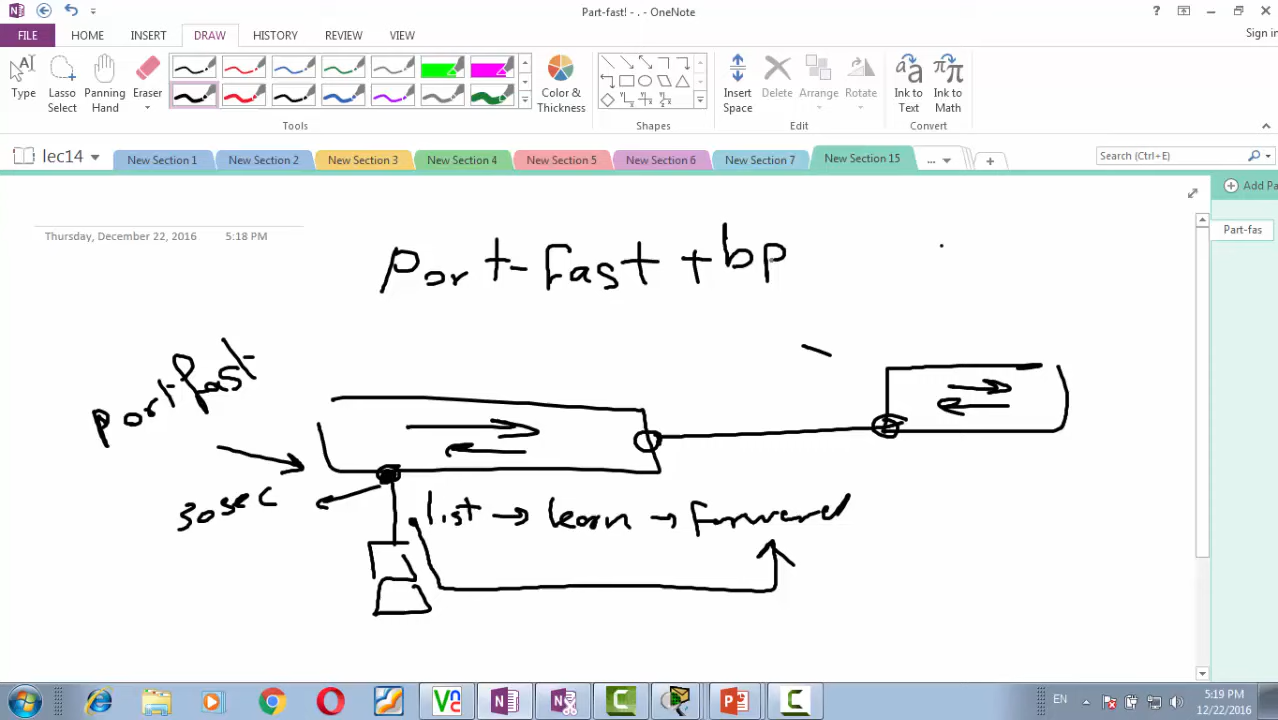 Part-fast! - . - OneNote
? Sign in
FILE HOME INSERT DRAW HISTORY REVIEW VIEW
Type Lasso Select Panning Hand Eraser Color & Thickness Insert Space Delete Arrange Rotate Ink to Text Ink to Math
Tools Shapes Edit Convert
lec14 New Section 1 New Section 2 New Section 3 New Section 4 New Section 5 New Section 6 New Section 7 New Section 15 ... Search (Ctrl+E)
Add Pa
Part-fas
Thursday, December 22, 2016 5:18 PM
Port-fast + bp
portfast
30sec
list → learn → forward
EN 5:19 PM
12/22/2016